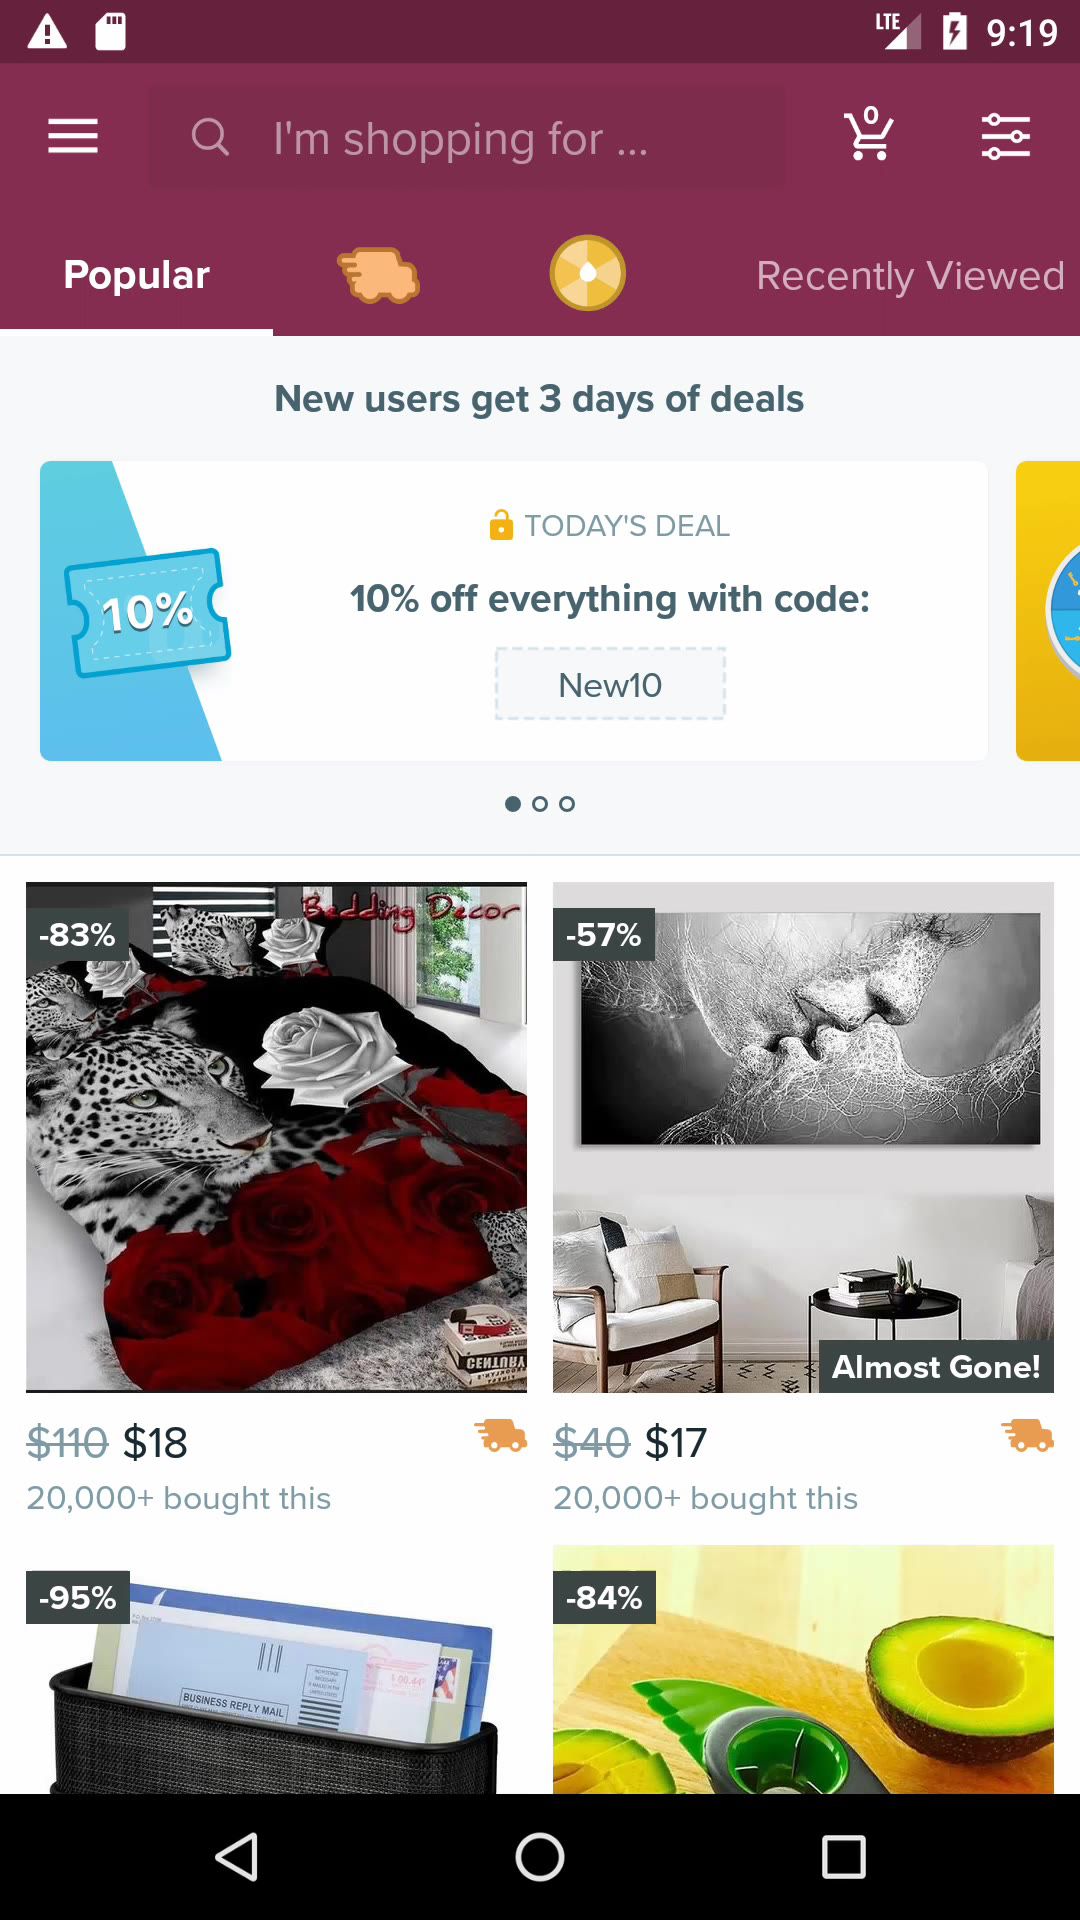 LTE 9:19
I'm shopping for ...
0
Popular
Recently Viewed
New users get 3 days of deals
TODAY'S DEAL
10%
10% off everything with code:
New10
Bedding Decor
-83%
-57%
CENTURY
Almost Gone!
$110 $18
$40 $17
20,000+ bought this
20,000+ bought this
-95%
-84%
$00.44
BUSINESS REPLY MAIL